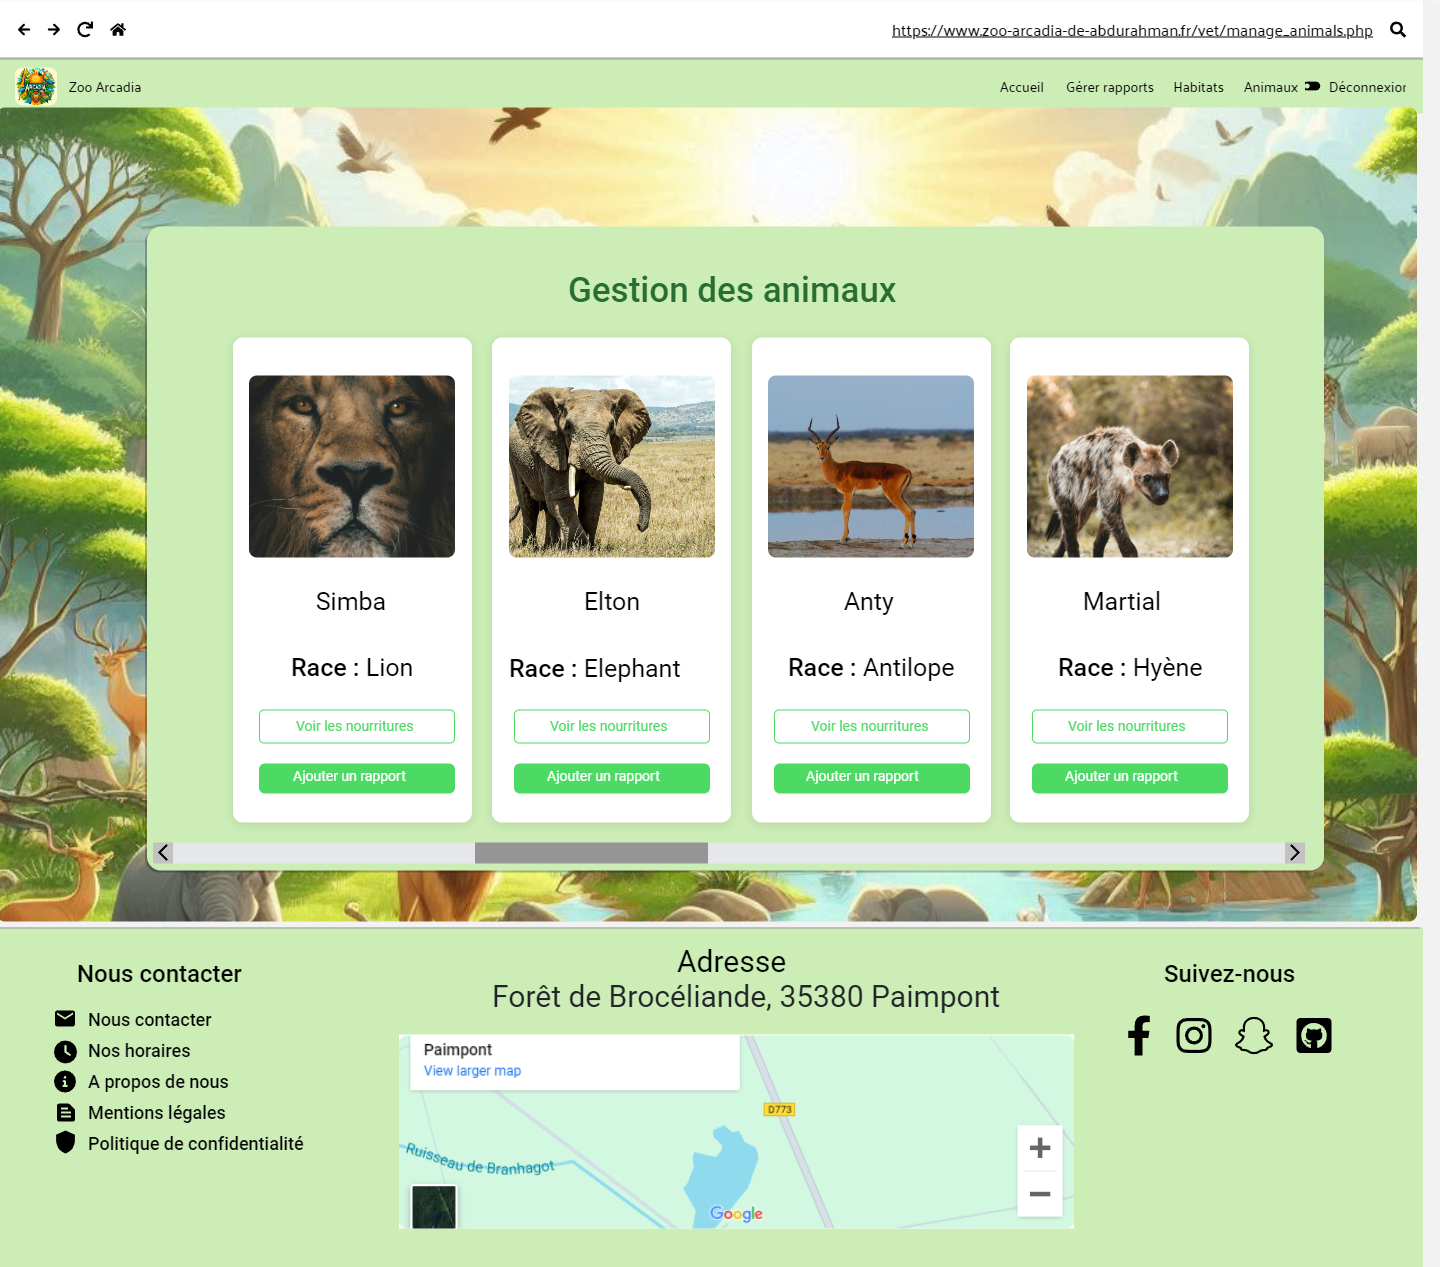 https://www.zoo-arcadia-de-abdurahman.fr/vet/manage_animals.php
ARCADIA
Zoo Arcadia
Accueil Gérer rapports Habitats Animaux Déconnexior
Gestion des animaux
Simba Elton Anty Martial
Race : Lion Race : Elephant Race : Antilope Race : Hyène
Voir les nourritures Voir les nourritures Voir les nourritures Voir les nourritures
Ajouter un rapport Ajouter un rapport Ajouter un rapport Ajouter un rapport
Nous contacter
Nous contacter
Nos horaires
A propos de nous
Mentions légales
Politique de confidentialité
Adresse
Forêt de Brocéliande, 35380 Paimpont
Paimpont
View larger map
D773
Ruisseau de Branhagot
Google
Suivez-nous